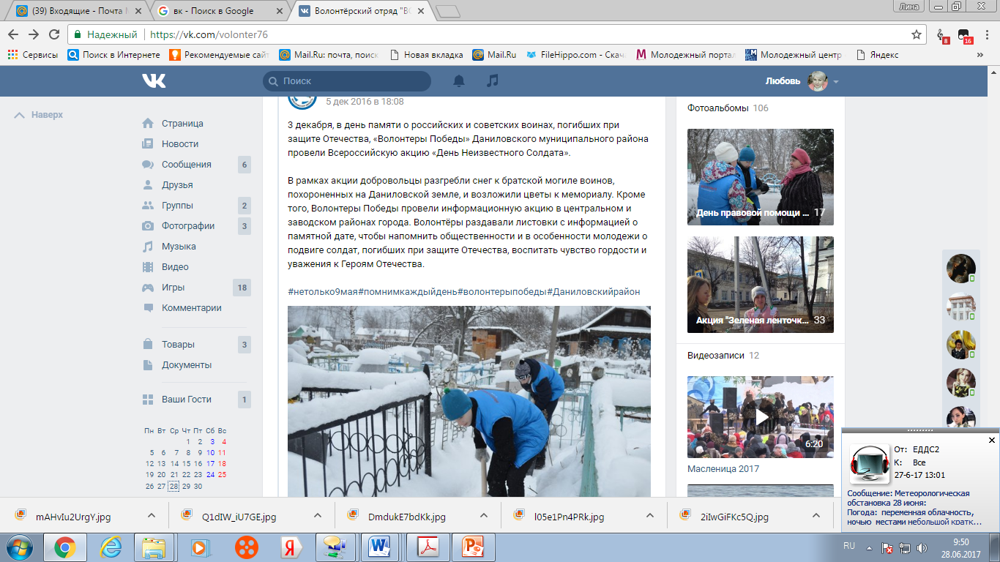 (39) Входящие - Почта М
вк - Поиск в Google
Волонтёрский отряд "ВО
Лина
Надежный
https://vk.com/volonter76
8
16
Сервисы
Поиск в Интернете
Рекомендуемые сайт
Mail.Ru: почта, поиск
Новая вкладка
Mail.Ru
FileHippo.com - Скача
Молодежный портал
Молодежный центр
Яндекс
»
Поиск
Любовь
Наверх
Страница
Новости
Сообщения 6
Друзья
Группы 2
Фотографии 3
Музыка
Видео
Игры 18
Комментарии
Товары 3
Документы
Ваши Гости 1
Пн Вт Ср Чт Пт Сб Вс
1 2 3 4
5 6 7 8 9 10 11
12 13 14 15 16 17 18
19 20 21 22 23 24 25
26 27 28 29 30
5 дек 2016 в 18:08
3 декабря, в день памяти о российских и советских воинах, погибших при
защите Отечества, «Волонтеры Победы» Даниловского муниципального района
провели Всероссийскую акцию «День Неизвестного Солдата».
В рамках акции добровольцы разгребли снег к братской могиле воинов,
похороненных на Даниловской земле, и возложили цветы к мемориалу. Кроме
того, Волонтеры Победы провели информационную акцию в центральном и
заводском районах города. Волонтёры раздавали листовки с информацией о
памятной дате, чтобы напомнить общественности и в особенности молодежи о
подвиге солдат, погибших при защите Отечества, воспитать чувство гордости и
уважения к Героям Отечества.
#нетолько9мая#помнимкаждыйдень#волонтерыпобеды#Даниловскийрайон
Фотоальбомы 106
День правовой помощи ... 17
Акция "Зеленая ленточк... 33
Видеозаписи 12
6:20
Масленица 2017
От: ЕДДС2
К: Все
27-6-17 13:01
Сообщение: Метеорологическая
обстановка 28 июня:
Погода: переменная облачность,
ночью местами небольшой кратк...
mAHvIu2UrgY.jpg
Q1dIW_iU7GE.jpg
DmdukE7bdKk.jpg
l05e1Pn4PRk.jpg
2iIwGiFKc5Q.jpg
RU
9:50
28.06.2017